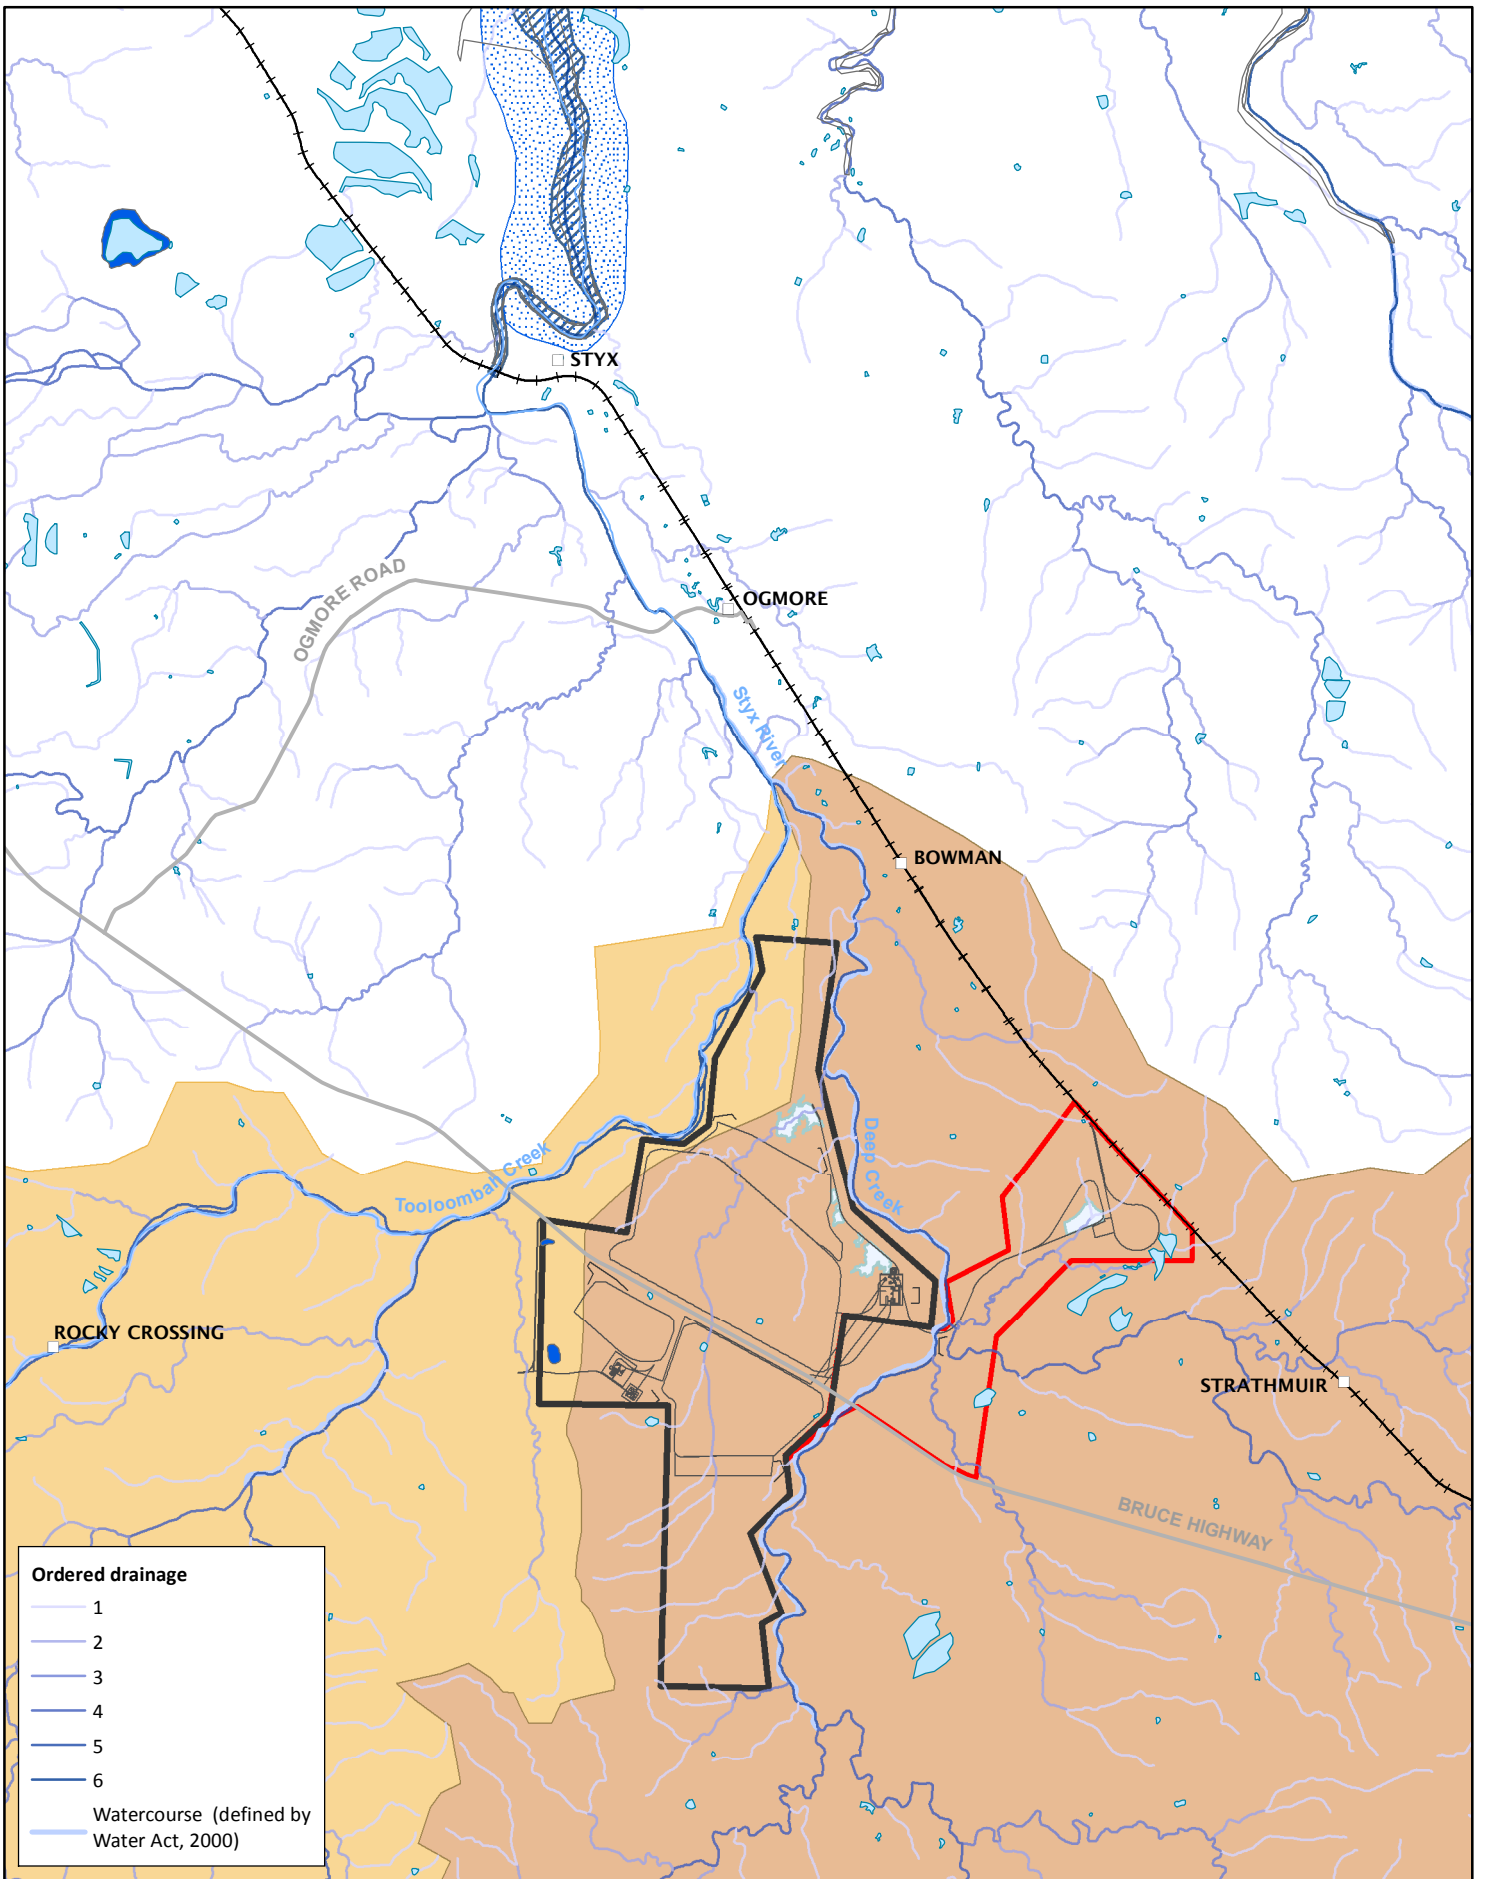 STYX
OGMORE ROAD
OGMORE
Styx River
BOWMAN
Deep Creek
Tooloombah Creek
ROCKY CROSSING
STRATHMUIR
BRUCE HIGHWAY
Ordered drainage
1
2
3
4
5
6
Watercourse (defined by
Water Act, 2000)